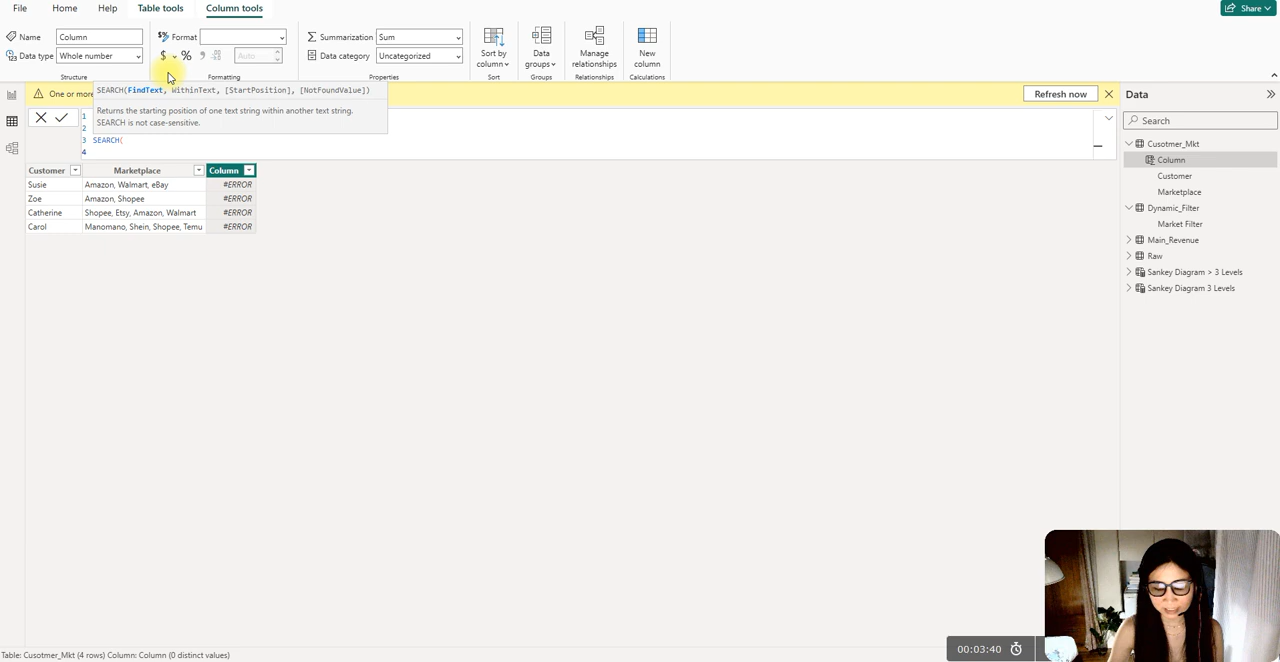 File Home Help Table tools Column tools Share
Name Column Format Summarization Sum
Data type Whole number $ % Auto Data category Uncategorized
Sort by column Data groups Manage relationships New column
Structure Formatting Properties Sort Groups Relationships Calculations
One or more Refresh now
SEARCH(FindText, WithinText, [StartPosition], [NotFoundValue])
Returns the starting position of one text string within another text string.
SEARCH is not case-sensitive.
1
2
3 SEARCH(
4
Customer Marketplace Column
Susie Amazon, Walmart, eBay #ERROR
Zoe Amazon, Shopee #ERROR
Catherine Shopee, Etsy, Amazon, Walmart #ERROR
Carol Manomano, Shein, Shopee, Temu #ERROR
Data
Search
Cusotmer_Mkt
Column
Customer
Marketplace
Dynamic_Filter
Market Filter
Main_Revenue
Raw
Sankey Diagram > 3 Levels
Sankey Diagram 3 Levels
00:03:40
Table: Cusotmer_Mkt (4 rows) Column: Column (0 distinct values)